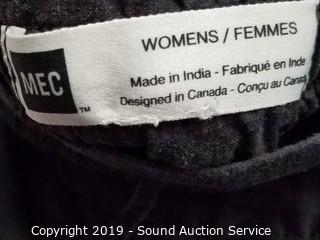 MEC
™
WOMENS / FEMMES
Made in India - Fabriqué en Inde
Designed in Canada - Conçu au Canada
Copyright 2019 - Sound Auction Service